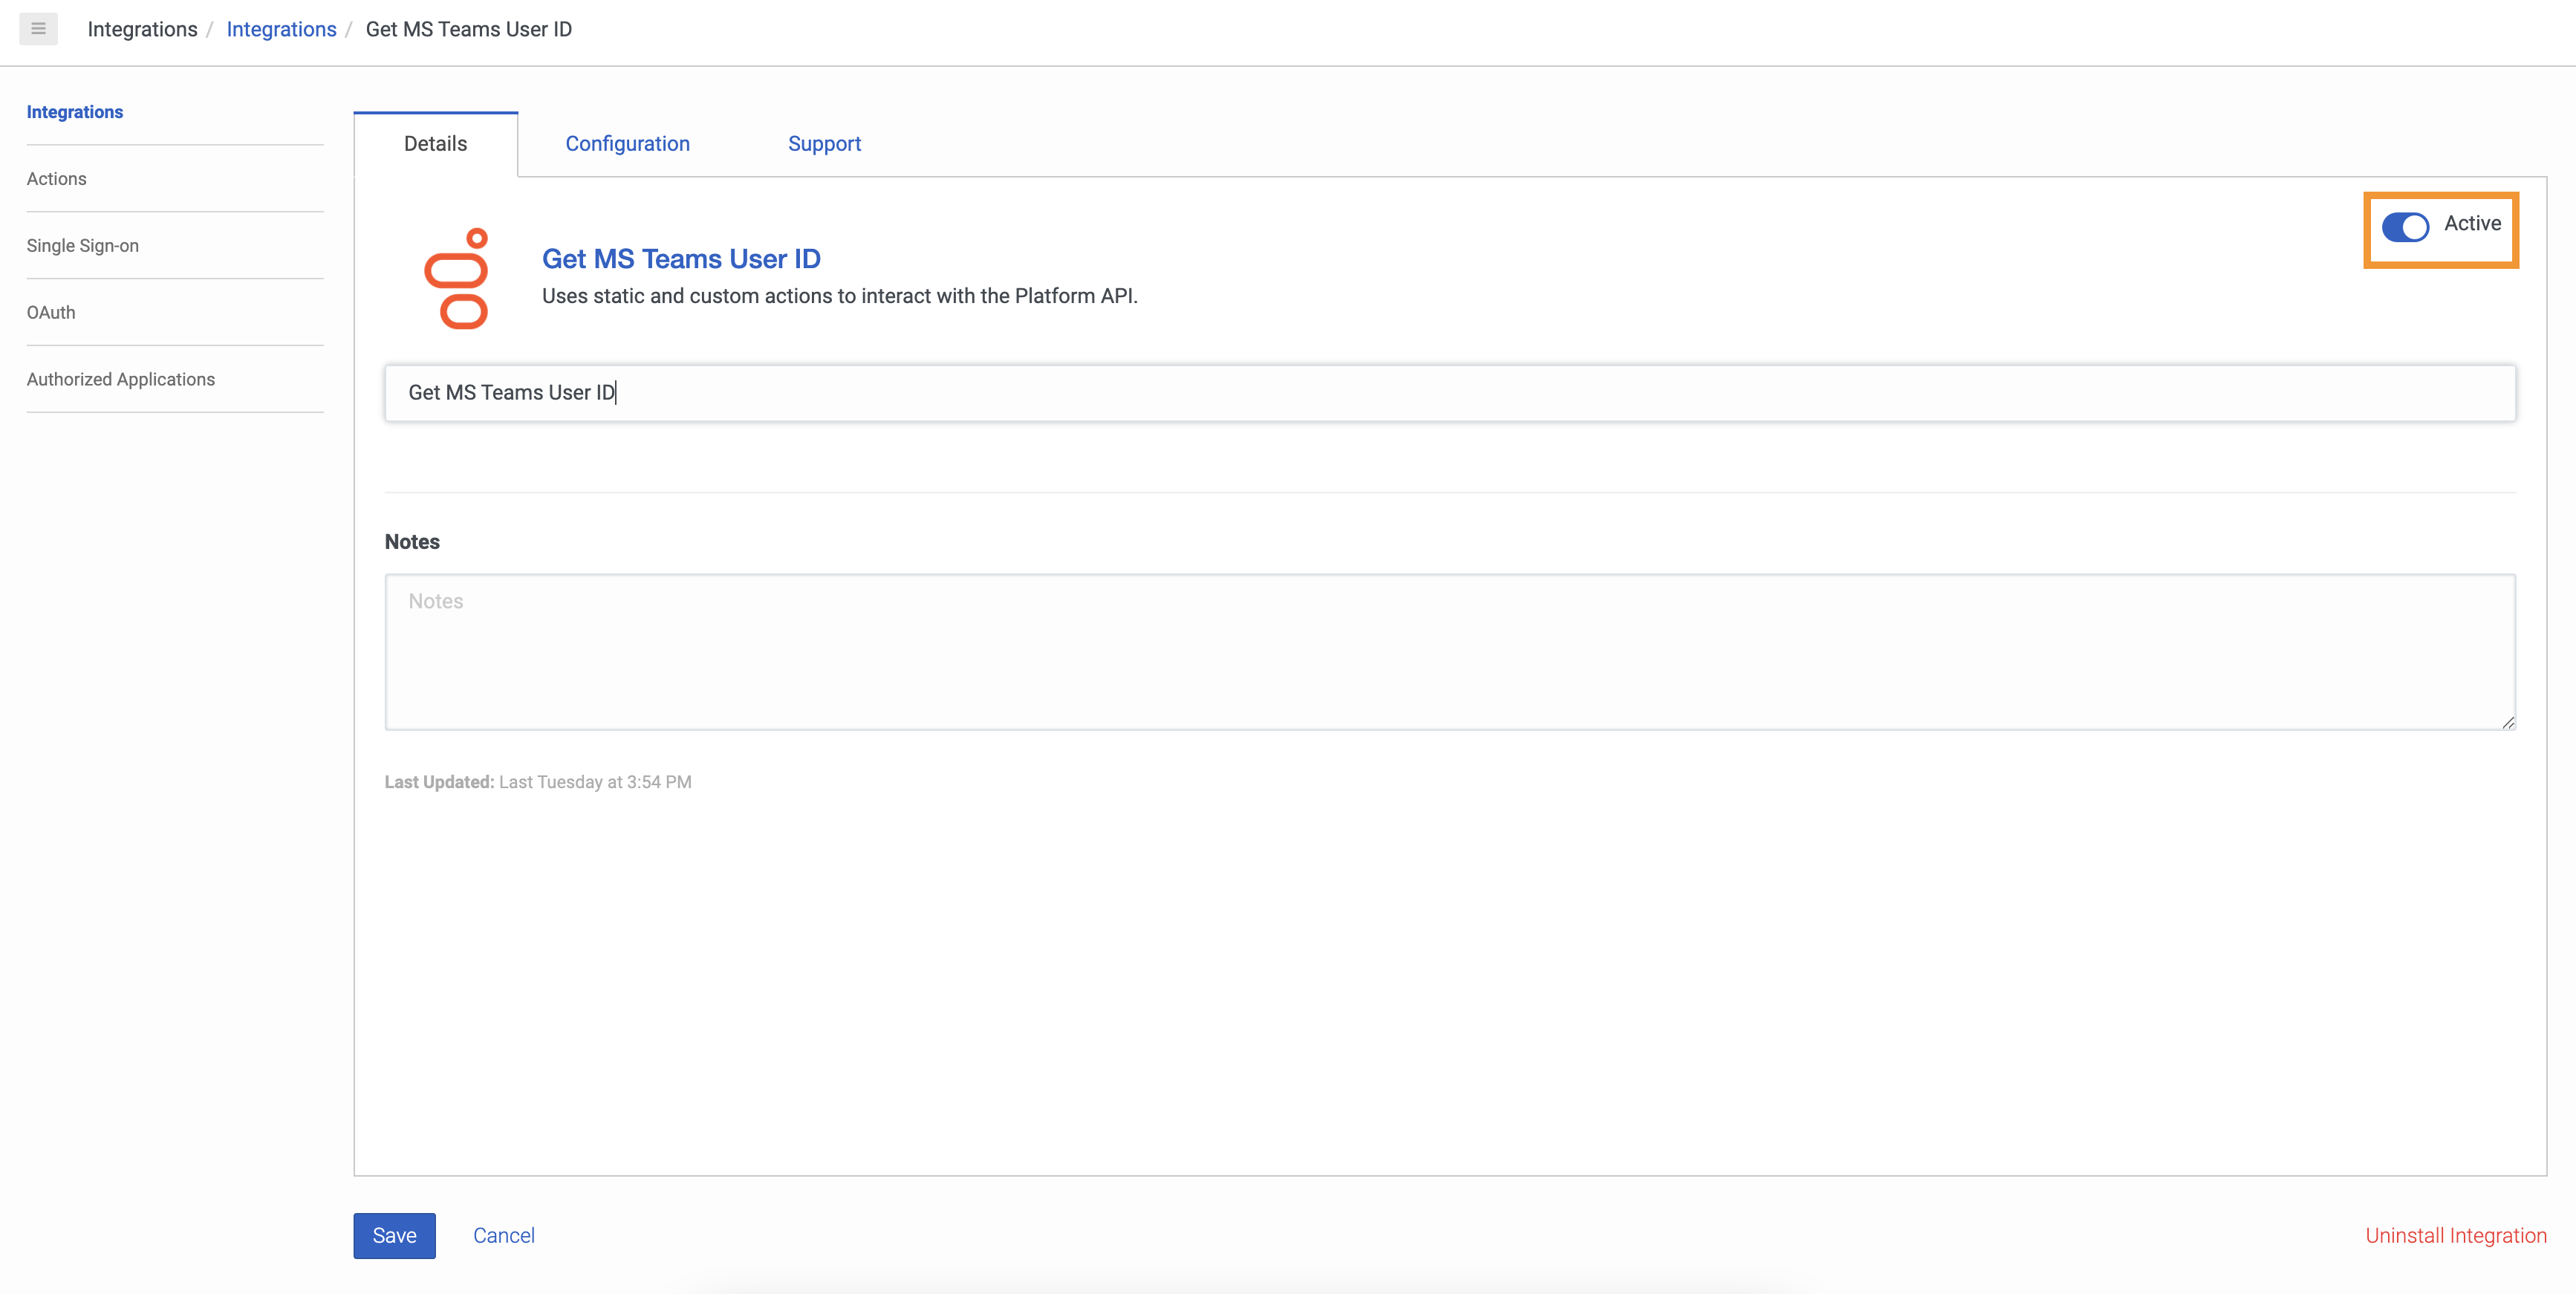 Integrations / Integrations / Get MS Teams User ID
Integrations
Actions
Single Sign-on
OAuth
Authorized Applications
Details Configuration Support
Active
Get MS Teams User ID
Uses static and custom actions to interact with the Platform API.
Get MS Teams User ID
Notes
Notes
Last Updated: Last Tuesday at 3:54 PM
Save Cancel Uninstall Integration